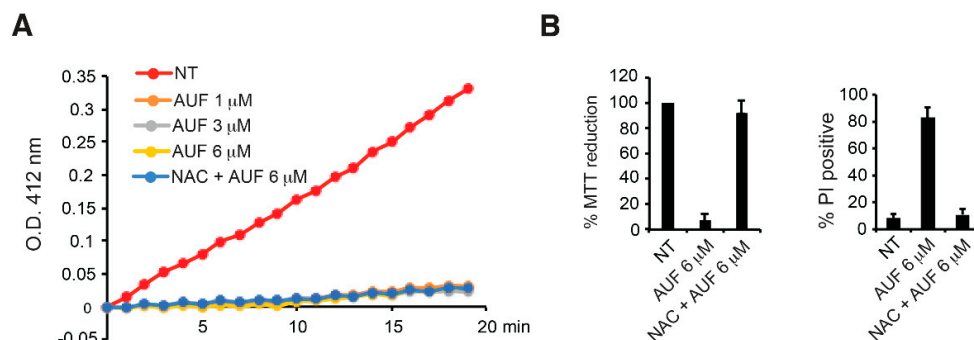 A
O.D. 412 nm
0.35
0.3
0.25
0.2
0.15
0.1
0.05
0
-0.05
NT
AUF 1 µM
AUF 3 µM
AUF 6 µM
NAC + AUF 6 µM
5
10
15
20 min
B
% MTT reduction
120
100
80
60
40
20
0
NT
AUF 6 µM
NAC + AUF 6 µM
% PI positive
100
80
60
40
20
0
NT
AUF 6 µM
NAC + AUF 6 µM